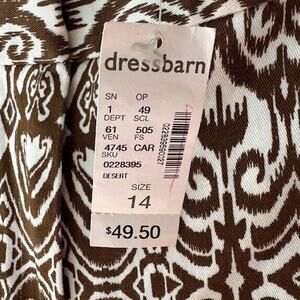 dressbarn
SN OP
1 49
DEPT SCL
61 505
VEN FS
4745 CAR
SKU
0228395
DESERT
SIZE
14
$49.50